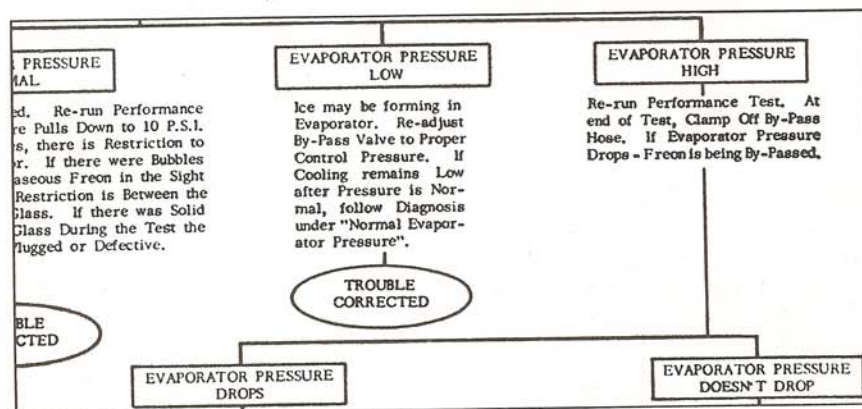 PRESSURE
ed. Re-run Performance
re Pulls Down to 10 P.S.I.
s, there is Restriction to
r. If there were Bubbles
aseous Freon in the Sight
Restriction is Between the
Glass. If there was Solid
Glass During the Test the
lugged or Defective.
BLE
CTED
EVAPORATOR PRESSURE
LOW
Ice may be forming in
Evaporator. Re-adjust
By-Pass Valve to Proper
Control Pressure. If
Cooling remains Low
after Pressure is Nor-
mal, follow Diagnosis
under "Normal Evapor-
ator Pressure".
TROUBLE
CORRECTED
EVAPORATOR PRESSURE
HIGH
Re-run Performance Test. At
end of Test, Clamp Off By-Pass
Hose. If Evaporator Pressure
Drops - Freon is being By-Passed.
EVAPORATOR PRESSURE
DROPS
EVAPORATOR PRESSURE
DOESN'T DROP